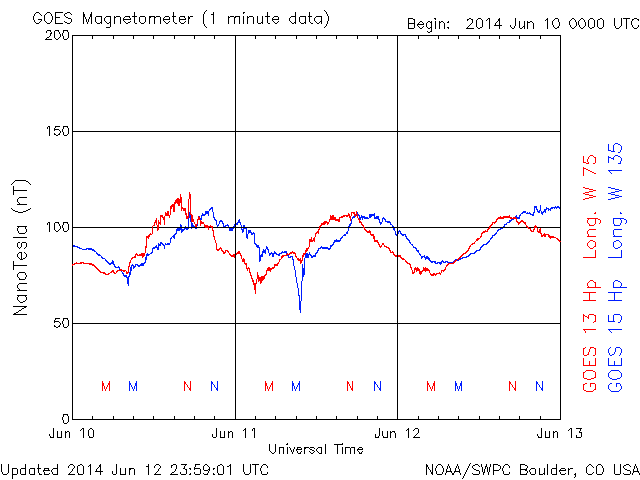 GOES Magnetometer (1 minute data)
Begin: 2014 Jun 10 0000 UTC
200
150
100
50
0
NanoTesla (nT)
M M N N M M N N M M N N
Jun 10 Jun 11 Jun 12 Jun 13
Universal Time
GOES 13 Hp Long. W 75
GOES 15 Hp Long. W 135
Updated 2014 Jun 12 23:59:01 UTC
NOAA/SWPC Boulder, CO USA